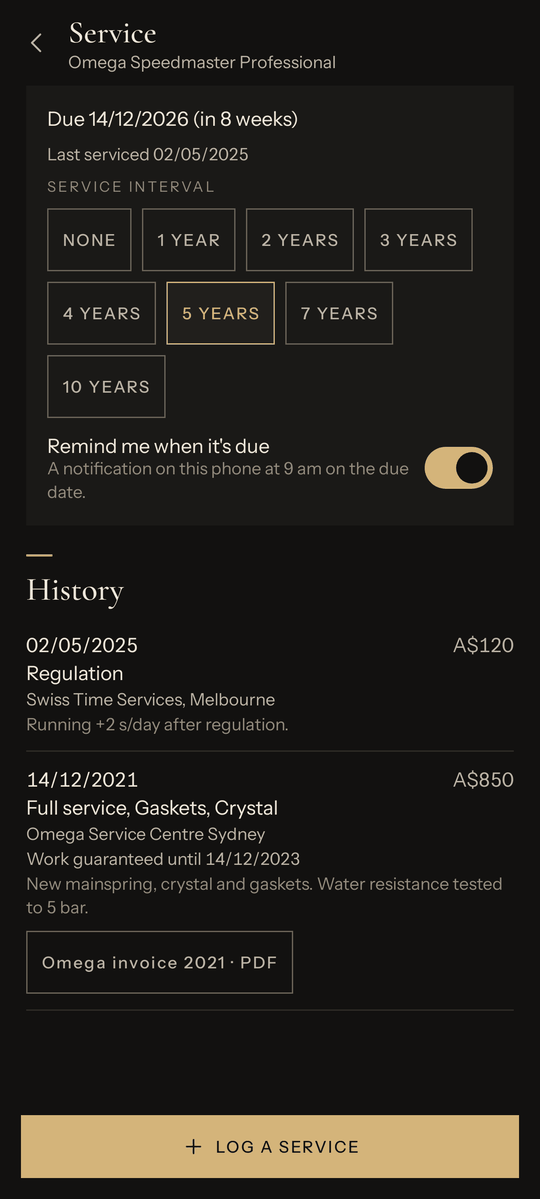 Service
Omega Speedmaster Professional
Due 14/12/2026 (in 8 weeks)
Last serviced 02/05/2025
SERVICE INTERVAL
NONE
1 YEAR
2 YEARS
3 YEARS
4 YEARS
5 YEARS
7 YEARS
10 YEARS
Remind me when it's due
A notification on this phone at 9 am on the due
date.
History
02/05/2025
A$120
Regulation
Swiss Time Services, Melbourne
Running +2 s/day after regulation.
14/12/2021
A$850
Full service, Gaskets, Crystal
Omega Service Centre Sydney
Work guaranteed until 14/12/2023
New mainspring, crystal and gaskets. Water resistance tested
to 5 bar.
Omega invoice 2021 · PDF
+ LOG A SERVICE